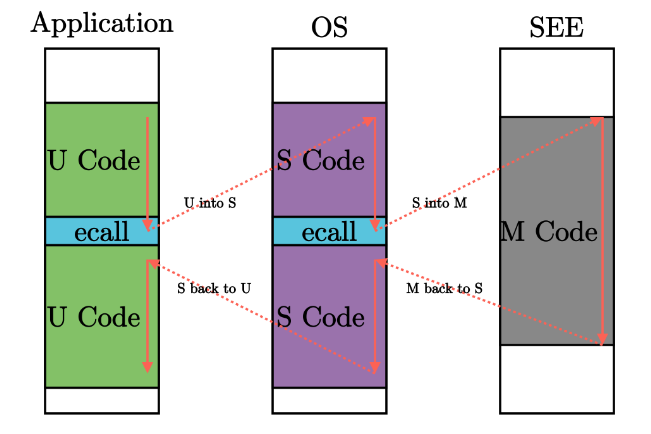 Application
OS
SEE
U Code
S Code
U into S
S into M
ecall
ecall
M Code
S back to U
M back to S
U Code
S Code